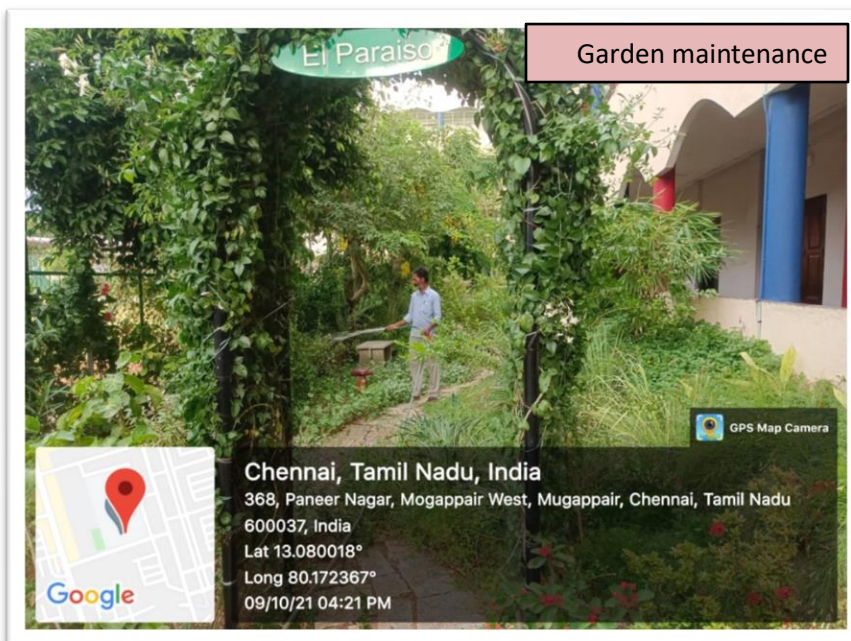 El Paraiso
Garden maintenance
GPS Map Camera
Chennai, Tamil Nadu, India
368, Paneer Nagar, Mogappair West, Mugappair, Chennai, Tamil Nadu
600037, India
Lat 13.080018°
Long 80.172367°
09/10/21 04:21 PM
Google